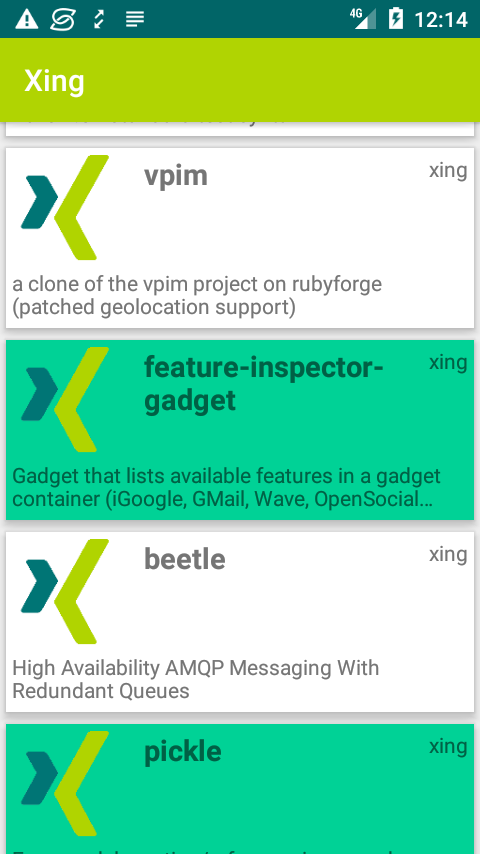 4G
12:14
Xing
vpim
xing
a clone of the vpim project on rubyforge
(patched geolocation support)
feature-inspector-
gadget
xing
Gadget that lists available features in a gadget
container (iGoogle, GMail, Wave, OpenSocial…
beetle
xing
High Availability AMQP Messaging With
Redundant Queues
pickle
xing